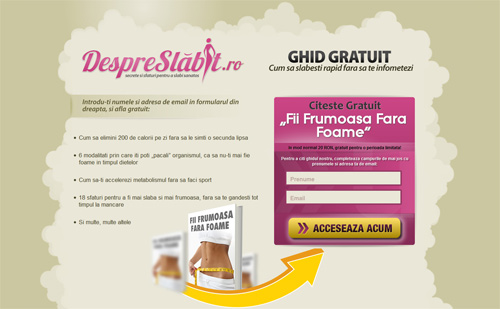 DespreSlăbit.ro
secrete si sfaturi pentru a slabi sanatos
GHID GRATUIT
Cum sa slabesti rapid fara sa te infometezi
Introdu-ti numele si adresa de email in formularul din
dreapta, si afla gratuit:
Cum sa elimini 200 de calorii pe zi fara sa le simti o secunda lipsa
6 modalitati prin care iti poti „pacali” organismul, ca sa nu-ti mai fie
foame in timpul dietelor
Cum sa-ti accelerezi metabolismul fara sa faci sport
18 sfaturi pentru a fi mai slaba si mai frumoasa, fara sa te gandesti tot
timpul la mancare
Si multe, multe altele
Citeste Gratuit
„Fii Frumoasa Fara
Foame”
In mod normal 20 RON, gratuit pentru o perioada limitata!
Pentru a citi ghidul nostru, completeaza campurile de mai jos cu
prenumele si adresa ta de email:
Prenume
Email
ACCESEAZA ACUM
FII FRUMOASA
FARA FOAME